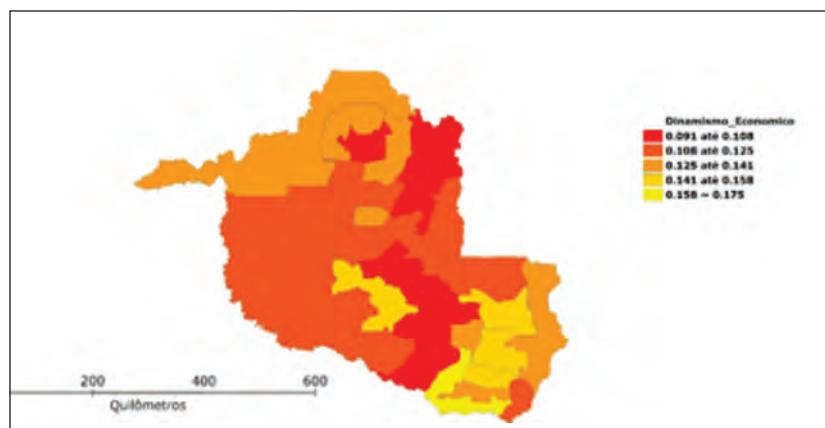 Dinamismo_Economico
0.091 até 0.108
0.108 até 0.125
0.125 até 0.141
0.141 até 0.158
0.158 ~ 0.175
200 400 600
Quilômetros